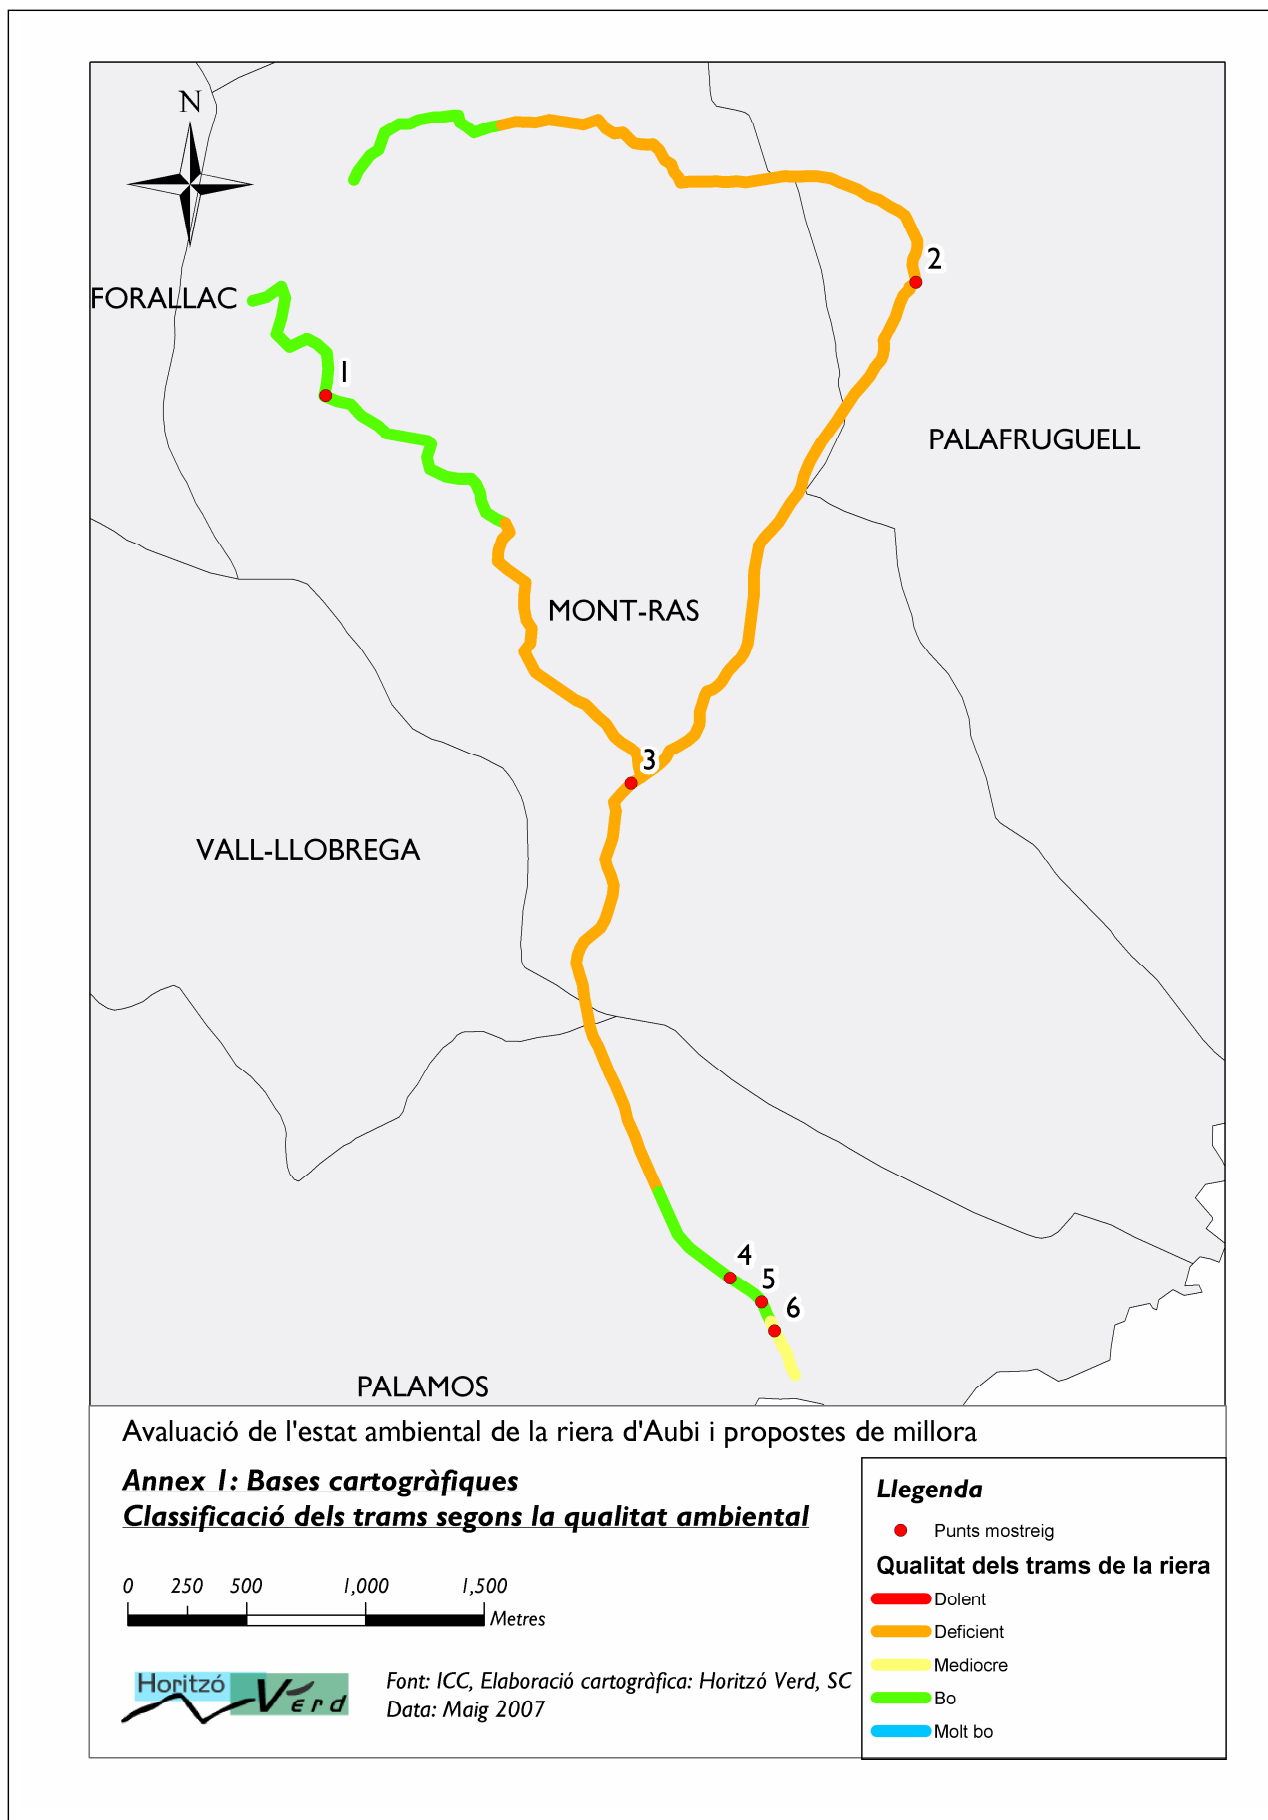 N
2
FORALLAC
1
PALAFRUGUELL
MONT-RAS
3
VALL-LLOBREGA
4
5
6
PALAMOS
Avaluació de l'estat ambiental de la riera d'Aubi i propostes de millora
Annex 1: Bases cartogràfiques
Classificació dels trams segons la qualitat ambiental
0 250 500 1,000 1,500
Metres
Horitzó
Vérd
Font: ICC, Elaboració cartogràfica: Horitzó Verd, SC
Data: Maig 2007
Llegenda
Punts mostreig
Qualitat dels trams de la riera
Dolent
Deficient
Mediocre
Bo
Molt bo